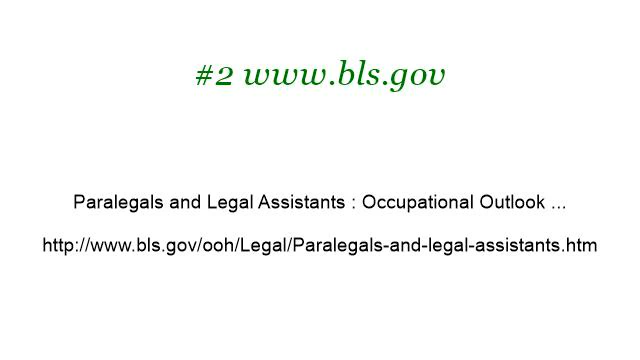 #2 www.bls.gov
Paralegals and Legal Assistants : Occupational Outlook ...
http://www.bls.gov/ooh/Legal/Paralegals-and-legal-assistants.htm